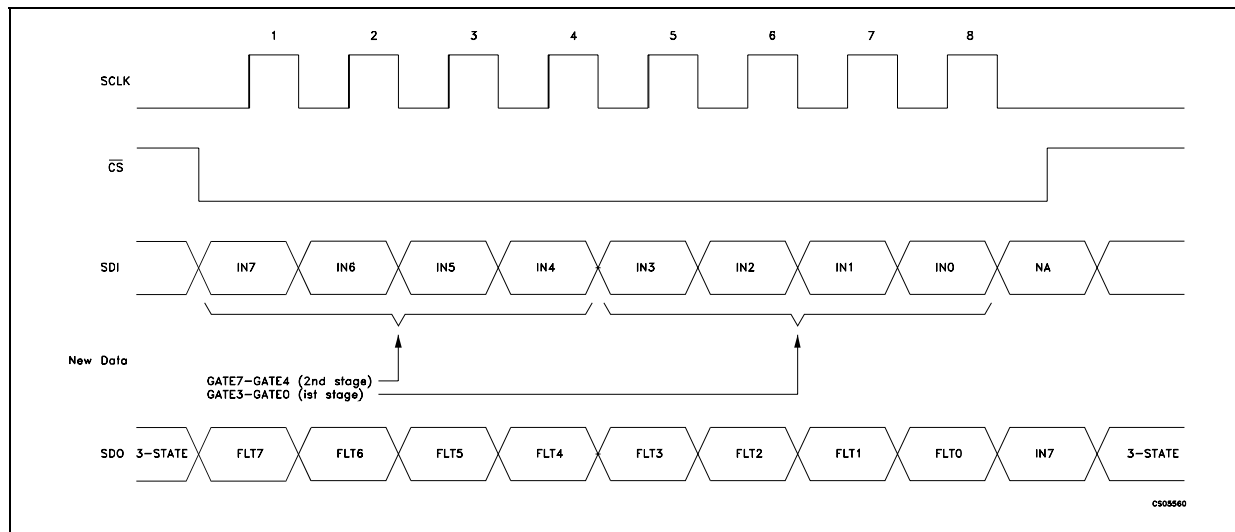 1 2 3 4 5 6 7 8
SCLK
CS
SDI IN7 IN6 IN5 IN4 IN3 IN2 IN1 IN0 NA
New Data
GATE7-GATE4 (2nd stage)
GATE3-GATE0 (ist stage)
SDO 3-STATE FLT7 FLT6 FLT5 FLT4 FLT3 FLT2 FLT1 FLT0 IN7 3-STATE
CS05560